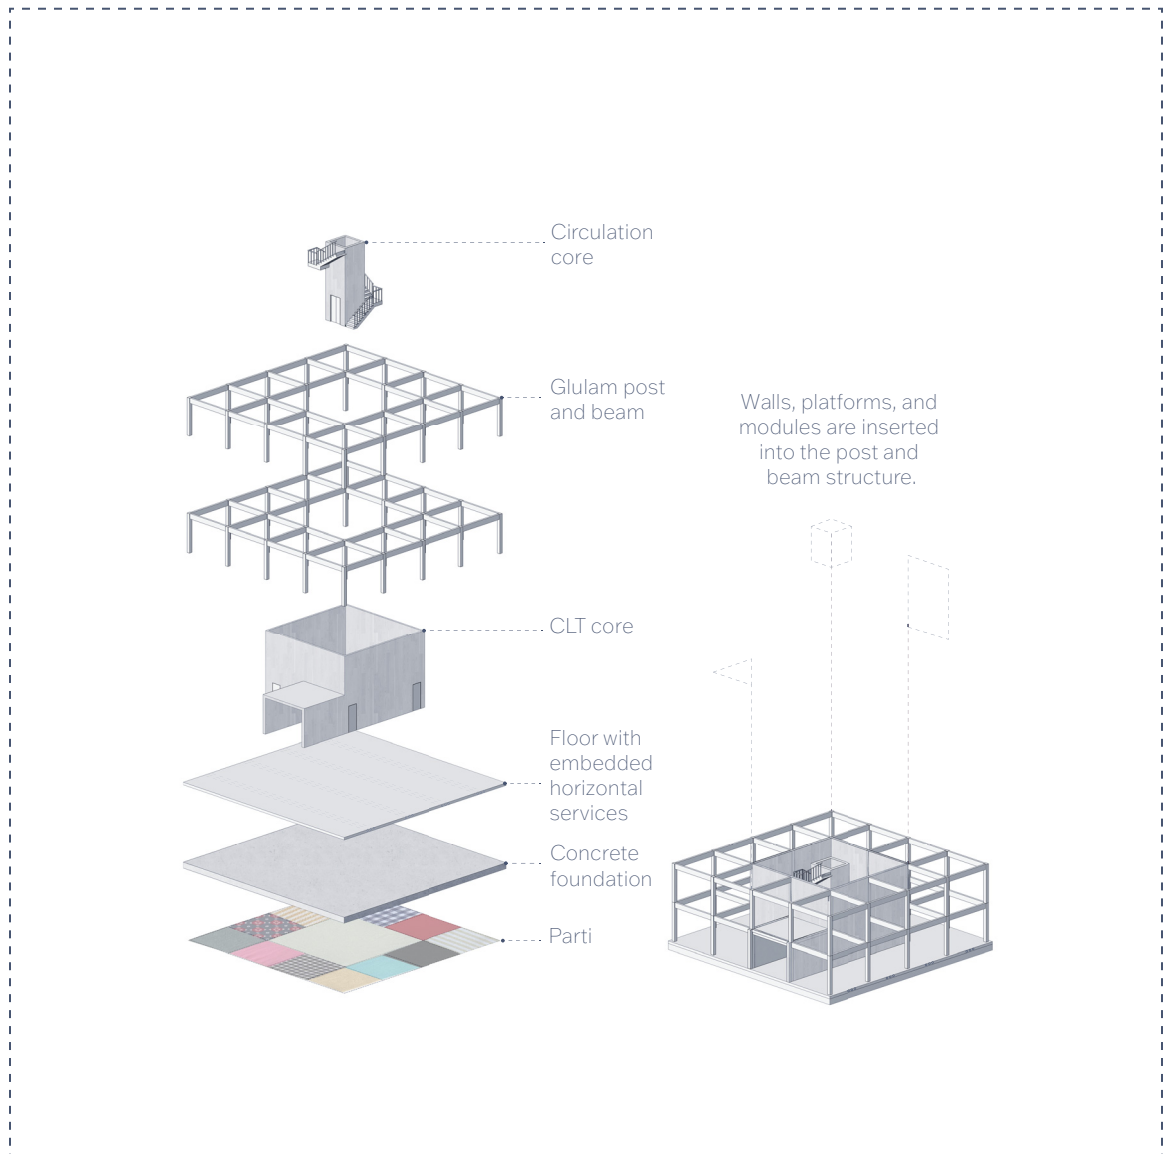 Circulation
core
Glulam post
and beam
Walls, platforms, and
modules are inserted
into the post and
beam structure.
CLT core
Floor with
embedded
horizontal
services
Concrete
foundation
Parti